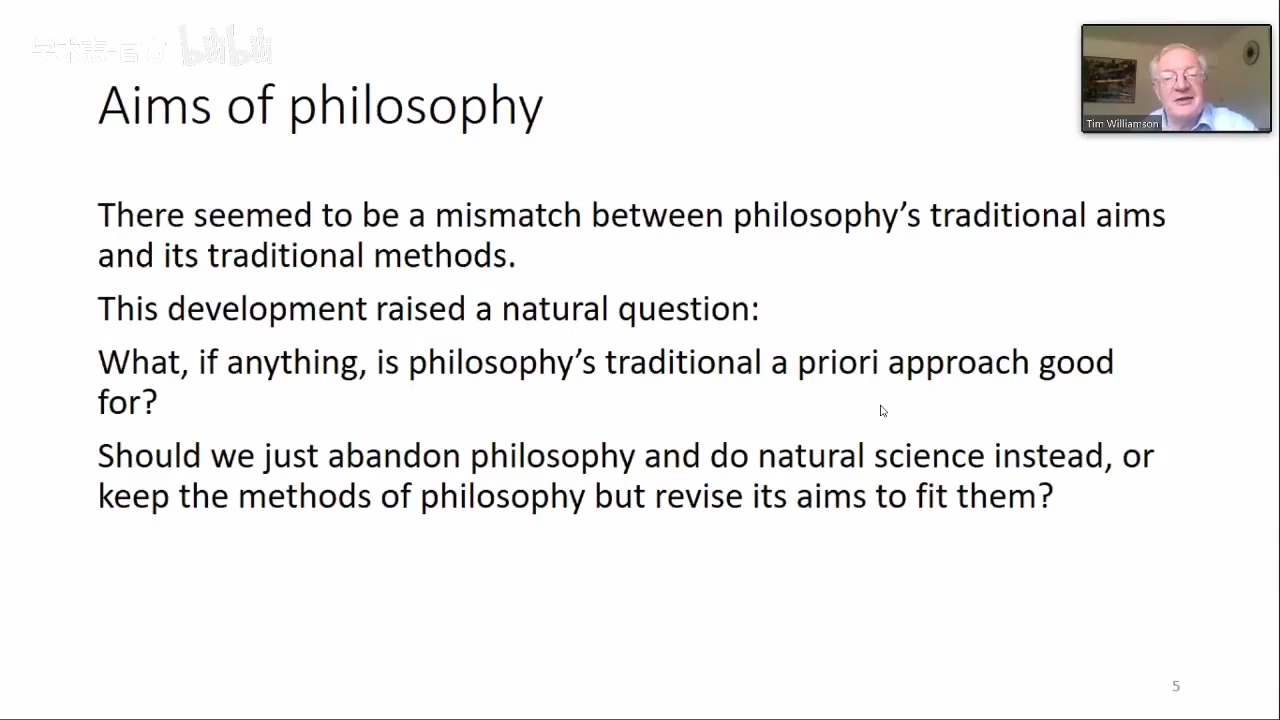 bilibili
Aims of philosophy
Tim Williamson
There seemed to be a mismatch between philosophy’s traditional aims
and its traditional methods.
This development raised a natural question:
What, if anything, is philosophy’s traditional a priori approach good
for?
Should we just abandon philosophy and do natural science instead, or
keep the methods of philosophy but revise its aims to fit them?
5